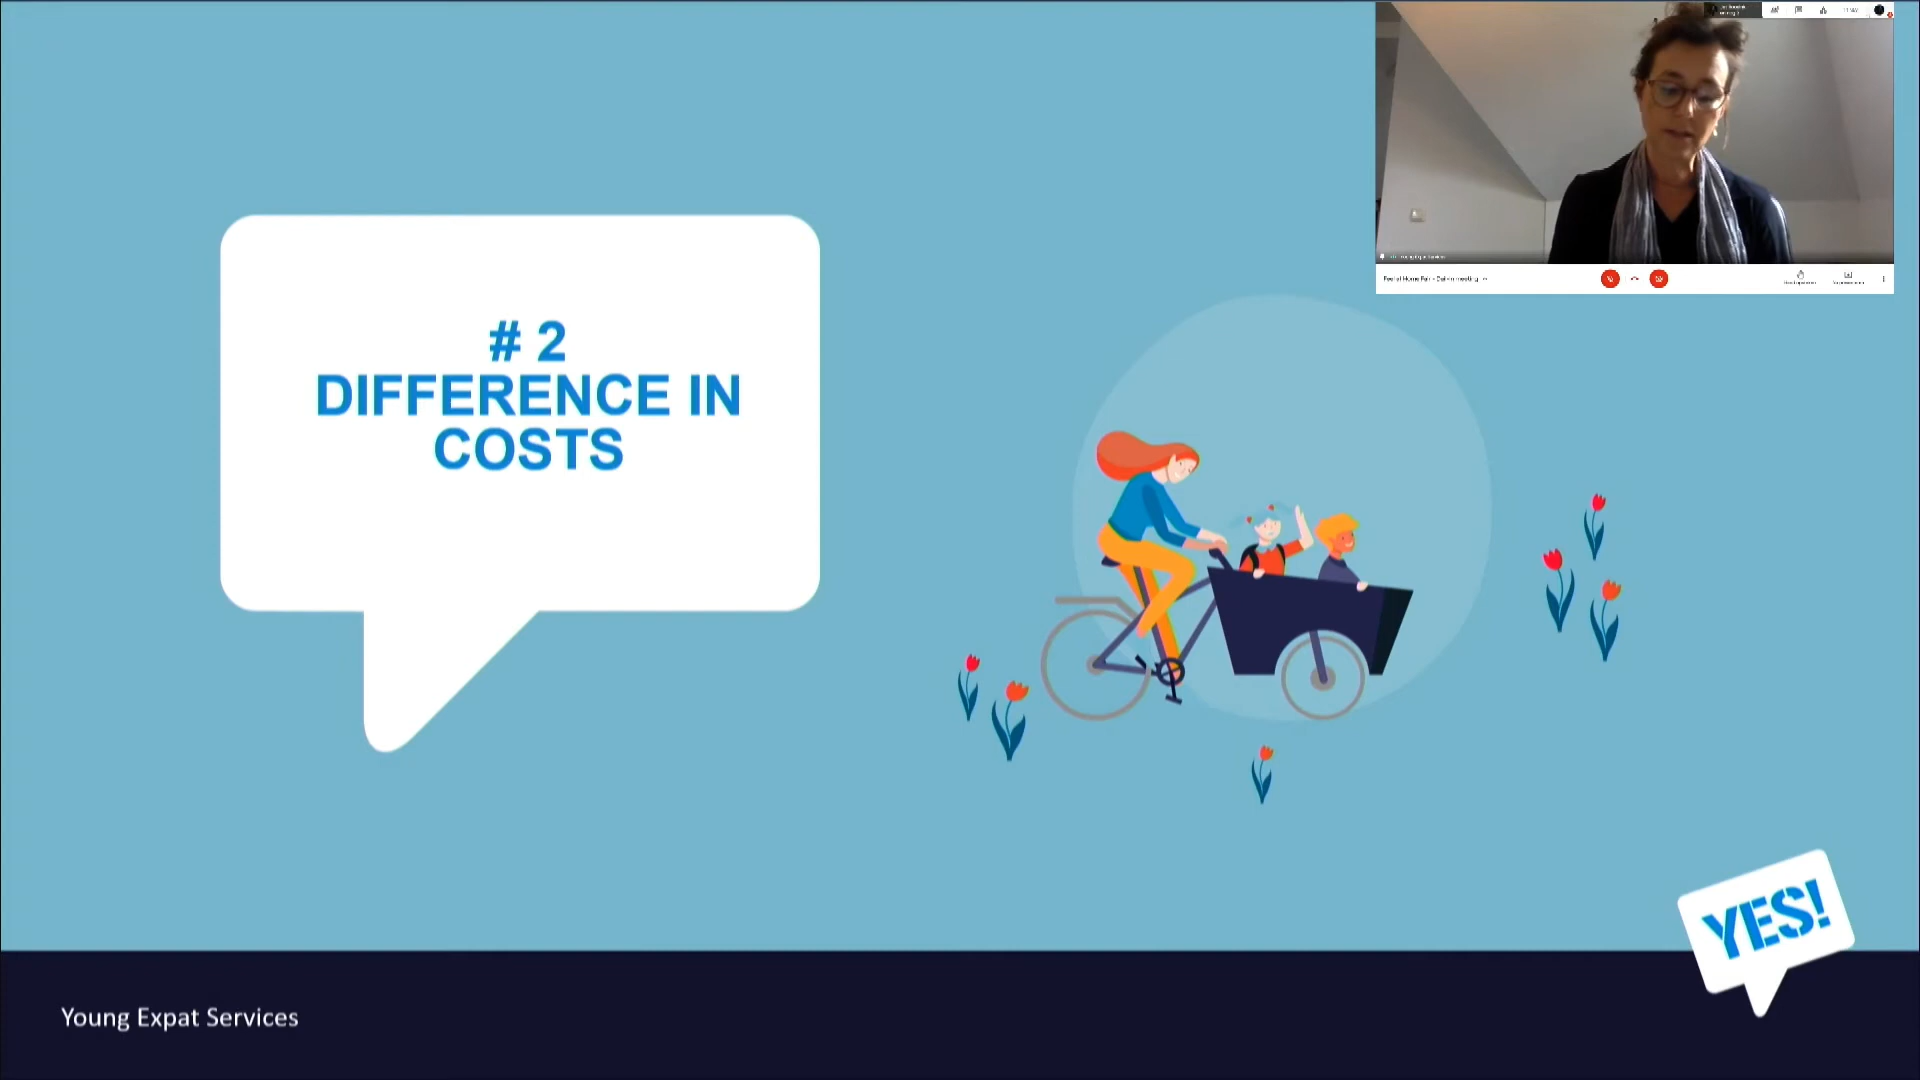 # 2
DIFFERENCE IN
COSTS
YES!
Young Expat Services